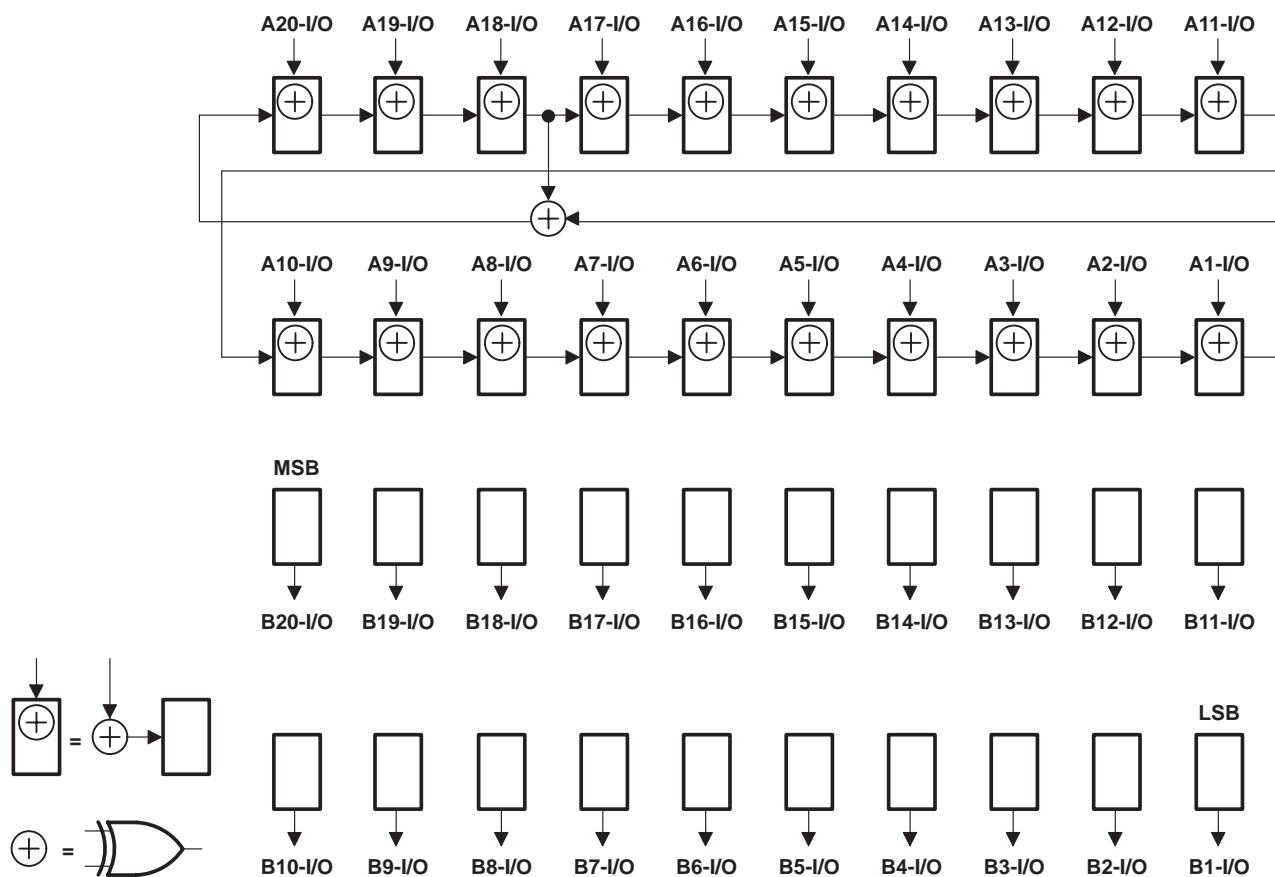 A20-I/O A19-I/O A18-I/O A17-I/O A16-I/O A15-I/O A14-I/O A13-I/O A12-I/O A11-I/O
A10-I/O A9-I/O A8-I/O A7-I/O A6-I/O A5-I/O A4-I/O A3-I/O A2-I/O A1-I/O
MSB
B20-I/O B19-I/O B18-I/O B17-I/O B16-I/O B15-I/O B14-I/O B13-I/O B12-I/O B11-I/O
LSB
=
=
B10-I/O B9-I/O B8-I/O B7-I/O B6-I/O B5-I/O B4-I/O B3-I/O B2-I/O B1-I/O